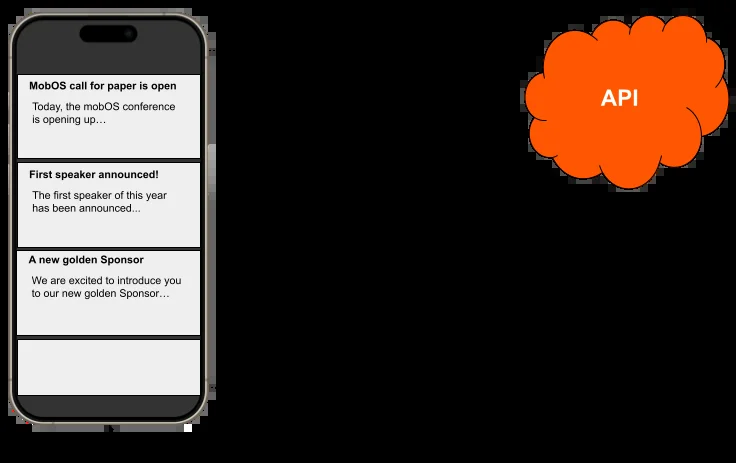 MobOS call for paper is open
Today, the mobOS conference
is opening up…
First speaker announced!
The first speaker of this year
has been announced...
A new golden Sponsor
We are excited to introduce you
to our new golden Sponsor…
API